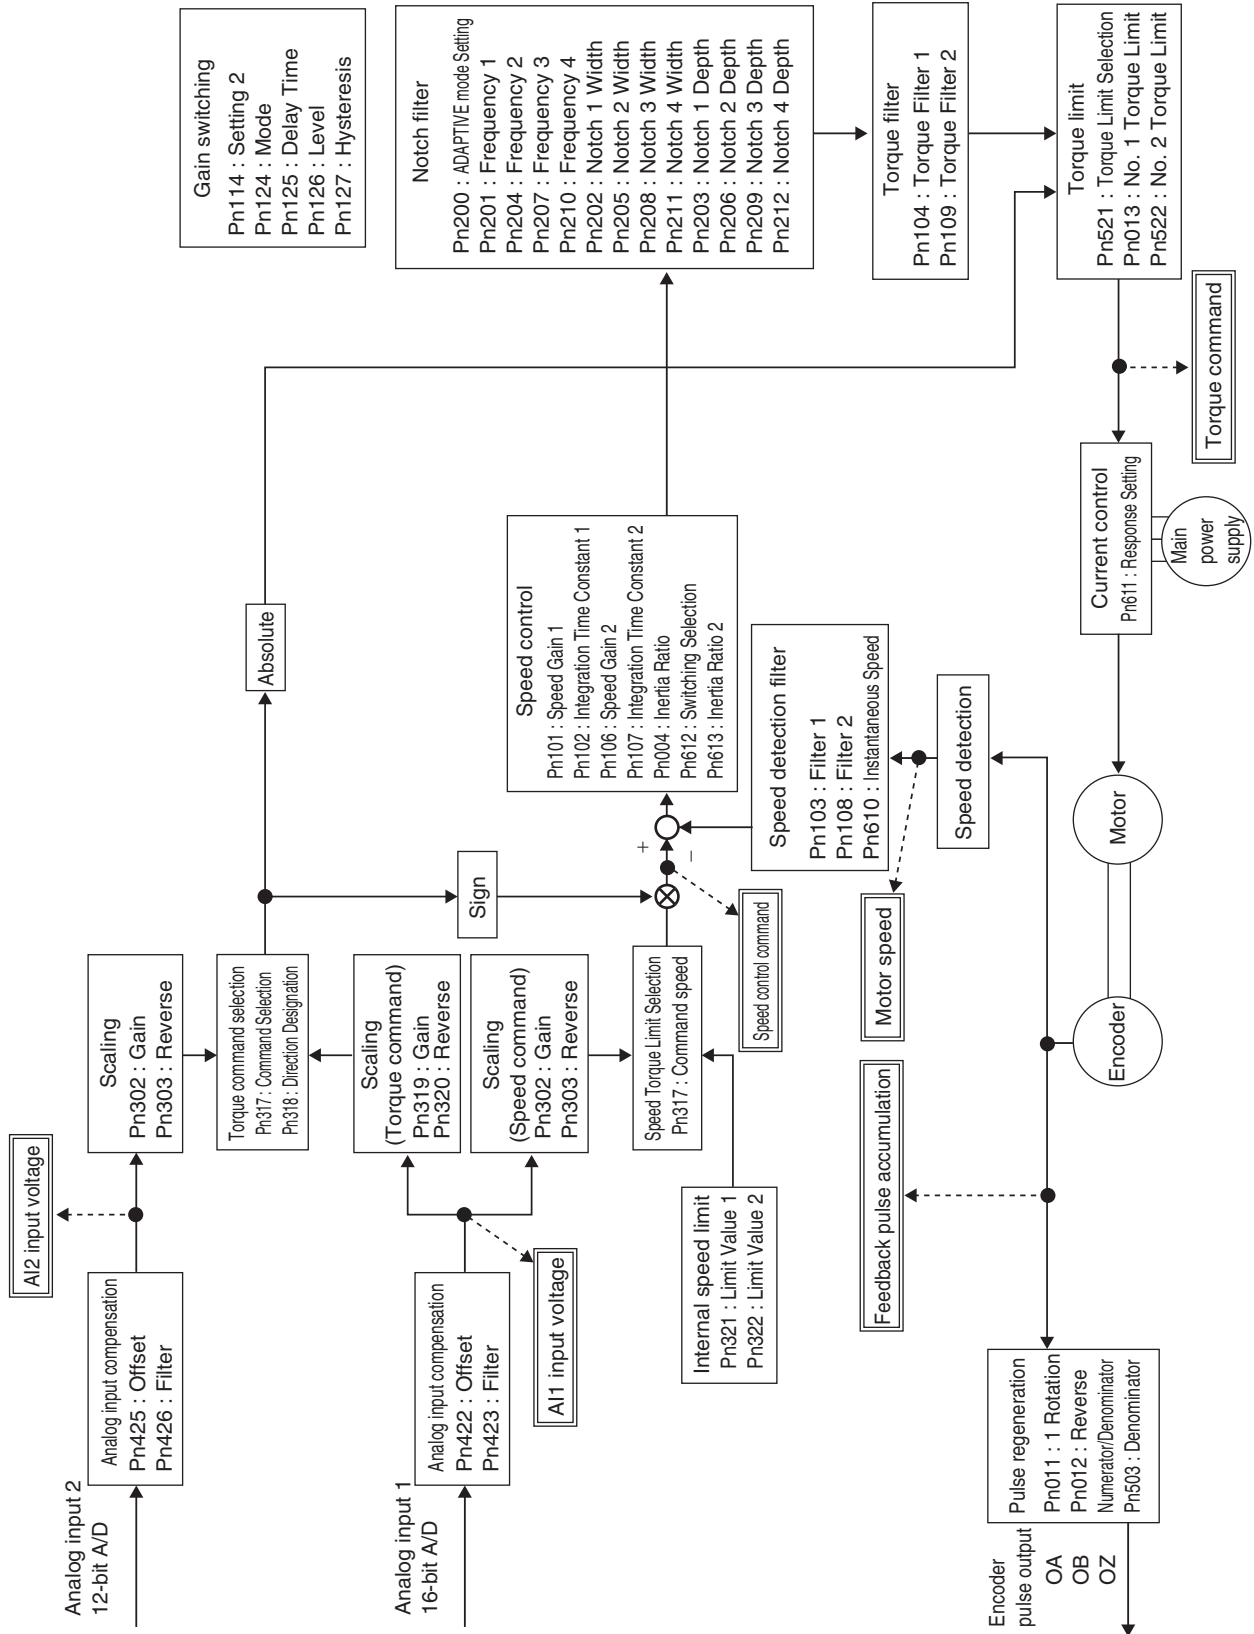 Analog input 2
12-bit A/D
Analog input compensation
Pn425 : Offset
Pn426 : Filter
AI2 input voltage
Scaling
Pn302 : Gain
Pn303 : Reverse
Torque command selection
Pn317 : Command Selection
Pn318 : Direction Designation
Absolute
Gain switching
Pn114 : Setting 2
Pn124 : Mode
Pn125 : Delay Time
Pn126 : Level
Pn127 : Hysteresis
Analog input 1
16-bit A/D
Analog input compensation
Pn422 : Offset
Pn423 : Filter
AI1 input voltage
Scaling
(Torque command)
Pn319 : Gain
Pn320 : Reverse
Scaling
(Speed command)
Pn302 : Gain
Pn303 : Reverse
Sign
Internal speed limit
Pn321 : Limit Value 1
Pn322 : Limit Value 2
Speed Torque Limit Selection
Pn317 : Command speed
Speed control command
+
−
Speed control
Pn101 : Speed Gain 1
Pn102 : Integration Time Constant 1
Pn106 : Speed Gain 2
Pn107 : Integration Time Constant 2
Pn004 : Inertia Ratio
Pn612 : Switching Selection
Pn613 : Inertia Ratio 2
Notch filter
Pn200 : ADAPTIVE mode Setting
Pn201 : Frequency 1
Pn204 : Frequency 2
Pn207 : Frequency 3
Pn210 : Frequency 4
Pn202 : Notch 1 Width
Pn205 : Notch 2 Width
Pn208 : Notch 3 Width
Pn211 : Notch 4 Width
Pn203 : Notch 1 Depth
Pn206 : Notch 2 Depth
Pn209 : Notch 3 Depth
Pn212 : Notch 4 Depth
Speed detection filter
Pn103 : Filter 1
Pn108 : Filter 2
Pn610 : Instantaneous Speed
Motor speed
Speed detection
Torque filter
Pn104 : Torque Filter 1
Pn109 : Torque Filter 2
Feedback pulse accumulation
Encoder
pulse output
OA
OB
OZ
Pulse regeneration
Pn011 : 1 Rotation
Pn012 : Reverse
Numerator/Denominator
Pn503 : Denominator
Encoder
Motor
Current control
Pn611 : Response Setting
Main
power
supply
Torque limit
Pn521 : Torque Limit Selection
Pn013 : No. 1 Torque Limit
Pn522 : No. 2 Torque Limit
Torque command